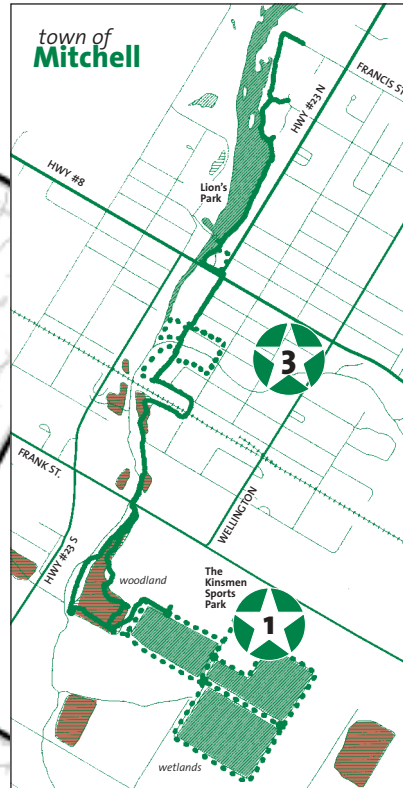 town of
Mitchell
FRANCIS ST.
HWY #23 N
HWY #8
Lion's
Park
3
FRANK ST.
WELLINGTON
HWY #23 S
woodland
The
Kinsmen
Sports
Park
1
wetlands